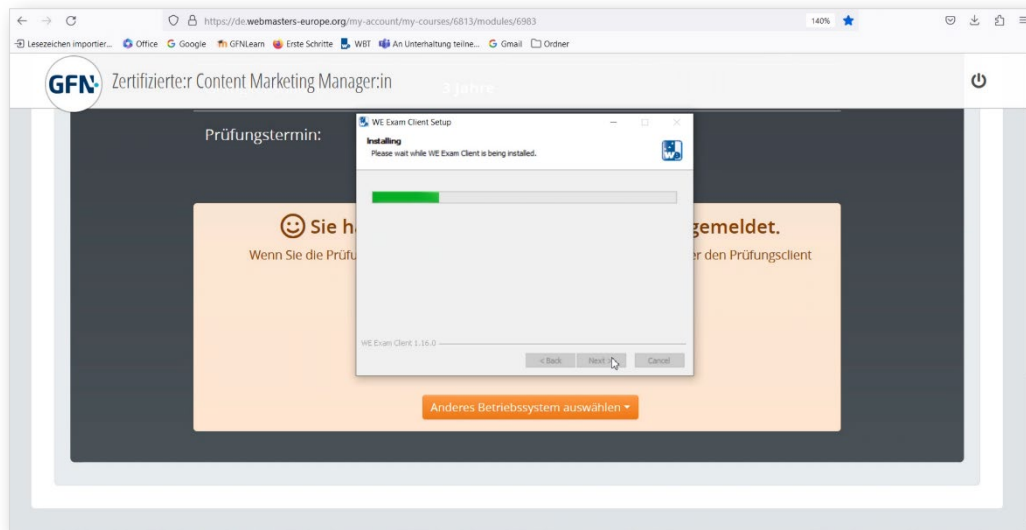 https://de.webmasters-europe.org/my-account/my-courses/6813/modules/6983
140%
Lesezeichen importier... Office Google GFNLearn Erste Schritte WBT An Unterhaltung teilne... Gmail Ordner
GFN Zertifizierte:r Content Marketing Manager:in
3 Jahre
Prüfungstermin:
WE Exam Client Setup
Installing
Please wait while WE Exam Client is being installed.
we
Sie h
gemeldet.
Wenn Sie die Prüfu
er den Prüfungsclient
WE Exam Client 1.16.0
< Back Next > Cancel
Anderes Betriebssystem auswählen